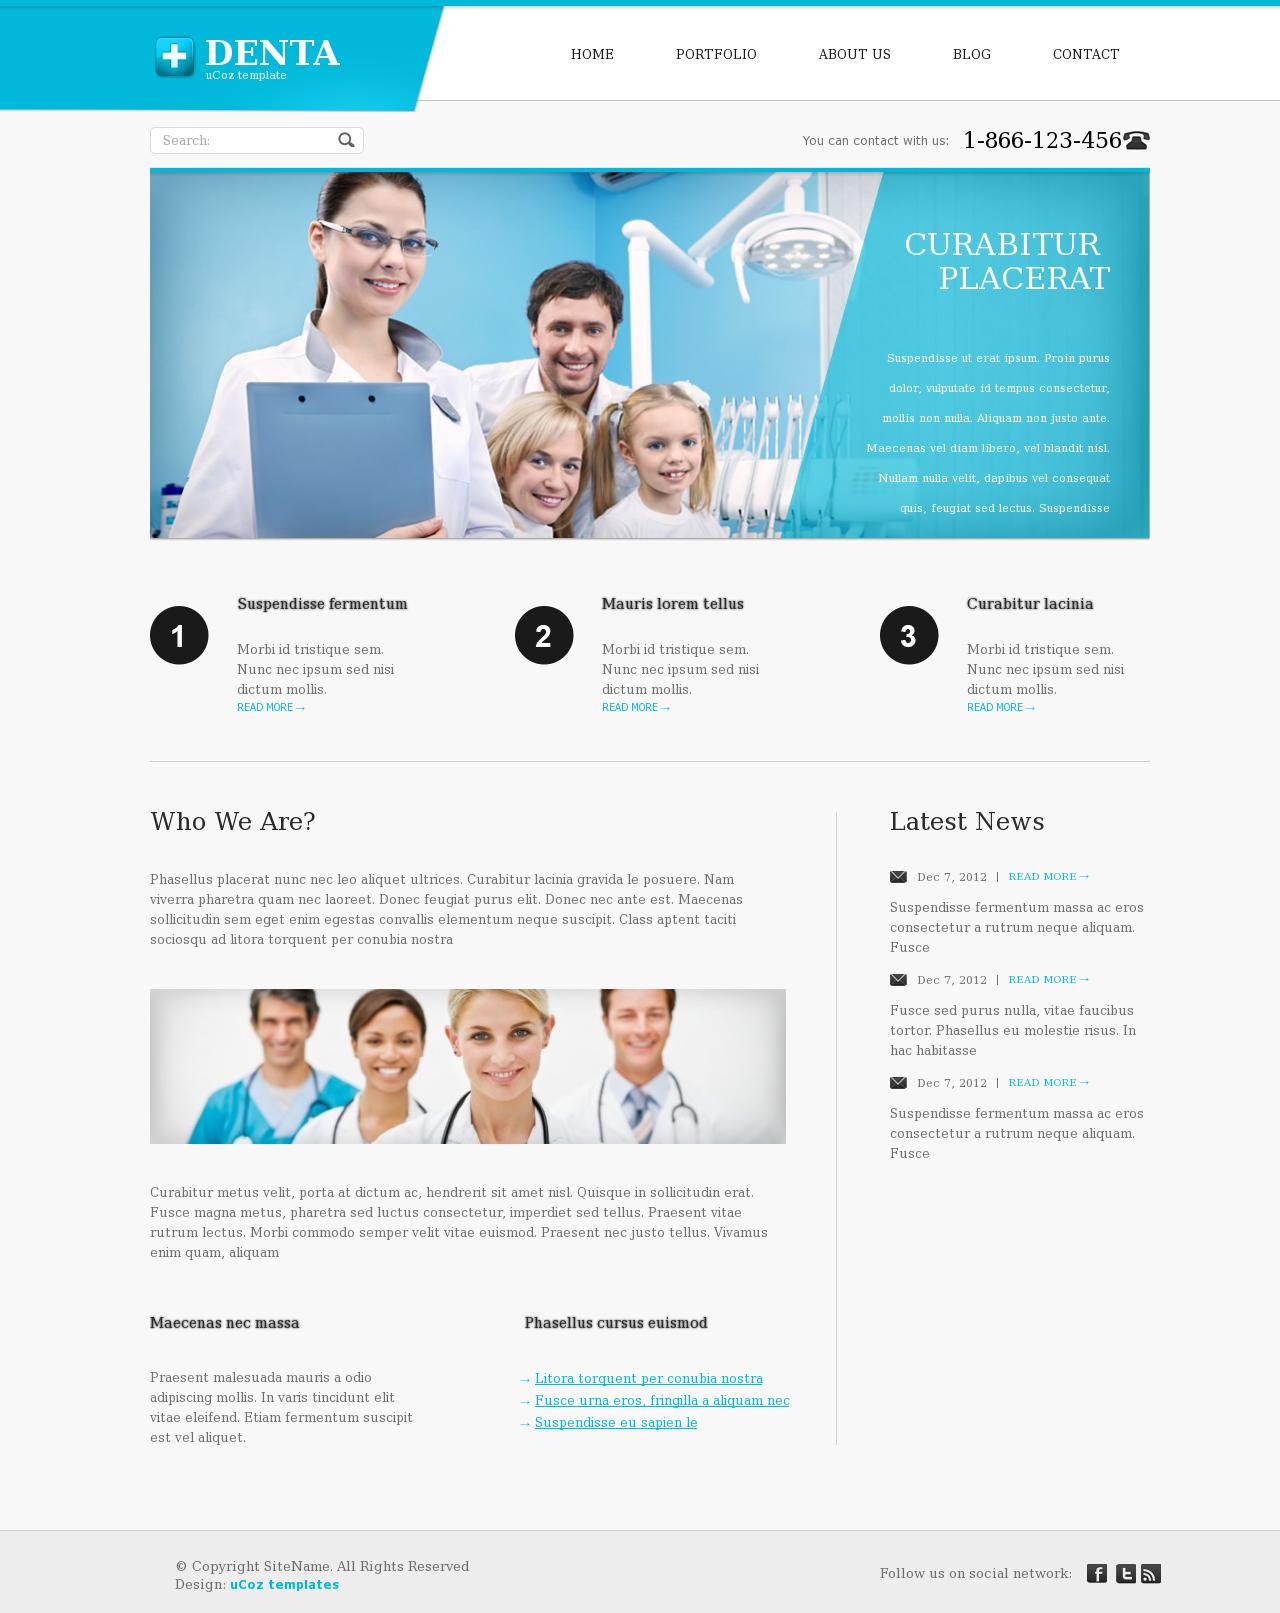 DENTA
uCoz template
HOME PORTFOLIO ABOUT US BLOG CONTACT
Search:
You can contact with us: 1-866-123-456
CURABITUR
PLACERAT
Suspendisse ut erat ipsum. Proin purus
dolor, vulputate id tempus consectetur,
mollis non nulla. Aliquam non justo ante.
Maecenas vel diam libero, vel blandit nisl.
Nullam nulla velit, dapibus vel consequat
quis, feugiat sed lectus. Suspendisse
1
Suspendisse fermentum
Morbi id tristique sem.
Nunc nec ipsum sed nisi
dictum mollis.
READ MORE→
2
Mauris lorem tellus
Morbi id tristique sem.
Nunc nec ipsum sed nisi
dictum mollis.
READ MORE→
3
Curabitur lacinia
Morbi id tristique sem.
Nunc nec ipsum sed nisi
dictum mollis.
READ MORE→
Who We Are?
Phasellus placerat nunc nec leo aliquet ultrices. Curabitur lacinia gravida le posuere. Nam
viverra pharetra quam nec laoreet. Donec feugiat purus elit. Donec nec ante est. Maecenas
sollicitudin sem eget enim egestas convallis elementum neque suscipit. Class aptent taciti
sociosqu ad litora torquent per conubia nostra
Curabitur metus velit, porta at dictum ac, hendrerit sit amet nisl. Quisque in sollicitudin erat.
Fusce magna metus, pharetra sed luctus consectetur, imperdiet sed tellus. Praesent vitae
rutrum lectus. Morbi commodo semper velit vitae euismod. Praesent nec justo tellus. Vivamus
enim quam, aliquam
Maecenas nec massa
Praesent malesuada mauris a odio
adipiscing mollis. In varis tincidunt elit
vitae eleifend. Etiam fermentum suscipit
est vel aliquet.
Phasellus cursus euismod
→ Litora torquent per conubia nostra
→ Fusce urna eros, fringilla a aliquam nec
→ Suspendisse eu sapien le
Latest News
Dec 7, 2012 | READ MORE→
Suspendisse fermentum massa ac eros
consectetur a rutrum neque aliquam.
Fusce
Dec 7, 2012 | READ MORE→
Fusce sed purus nulla, vitae faucibus
tortor. Phasellus eu molestie risus. In
hac habitasse
Dec 7, 2012 | READ MORE→
Suspendisse fermentum massa ac eros
consectetur a rutrum neque aliquam.
Fusce
© Copyright SiteName. All Rights Reserved
Design: uCoz templates
Follow us on social network: